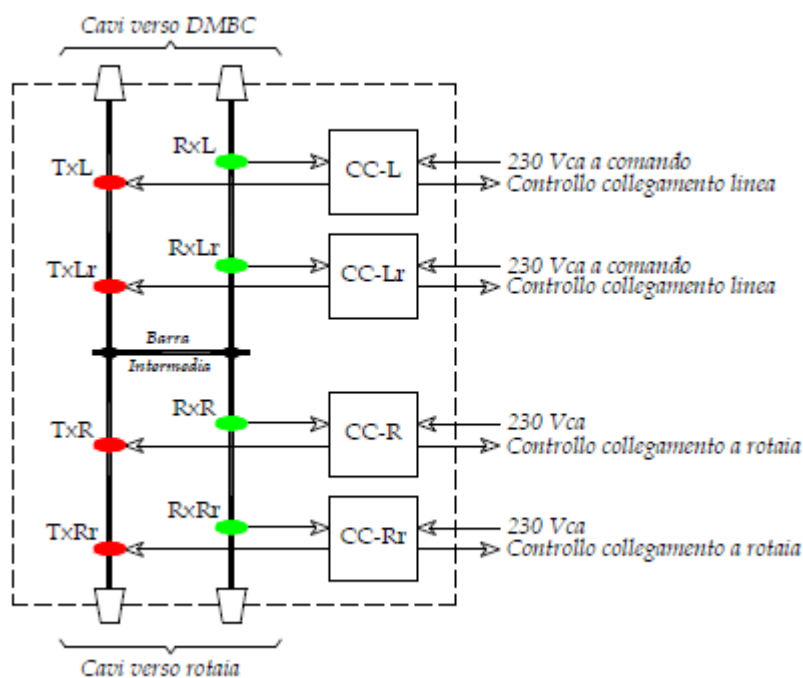 Cavi verso DMBC
RxL
TxL
CC-L
230 Vca a comando
Controllo collegamento linea
RxLr
TxLr
CC-Lr
230 Vca a comando
Controllo collegamento linea
Barra
Intermedia
RxR
TxR
CC-R
230 Vca
Controllo collegamento a rotaia
RxRr
TxRr
CC-Rr
230 Vca
Controllo collegamento a rotaia
Cavi verso rotaia